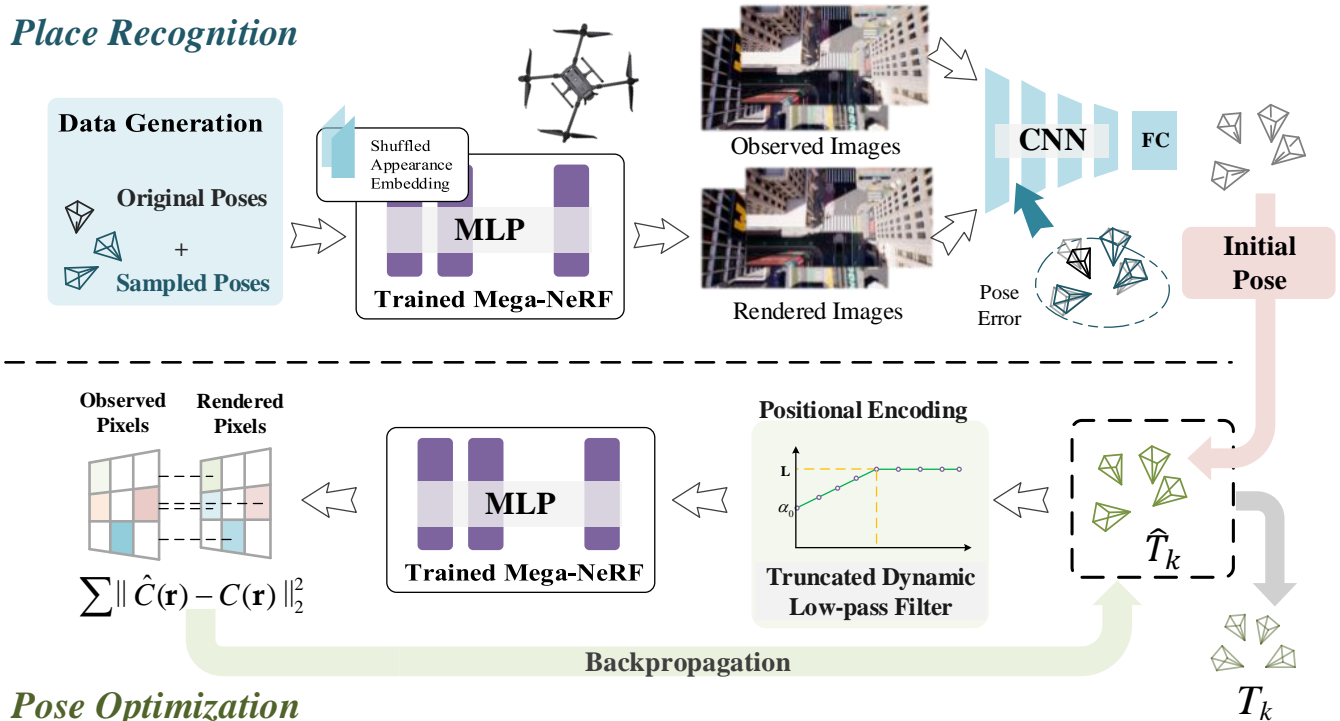 Place Recognition
Data Generation
Original Poses
+
Sampled Poses
Shuffled
Appearance
Embedding
MLP
Trained Mega-NeRF
Observed Images
Rendered Images
CNN
FC
Pose
Error
Initial
Pose
Observed
Pixels
Rendered
Pixels
∑‖Ĉ(r) − C(r)‖₂²
MLP
Trained Mega-NeRF
Positional Encoding
L
α₀
Truncated Dynamic
Low-pass Filter
T̂ₖ
Backpropagation
Tₖ
Pose Optimization